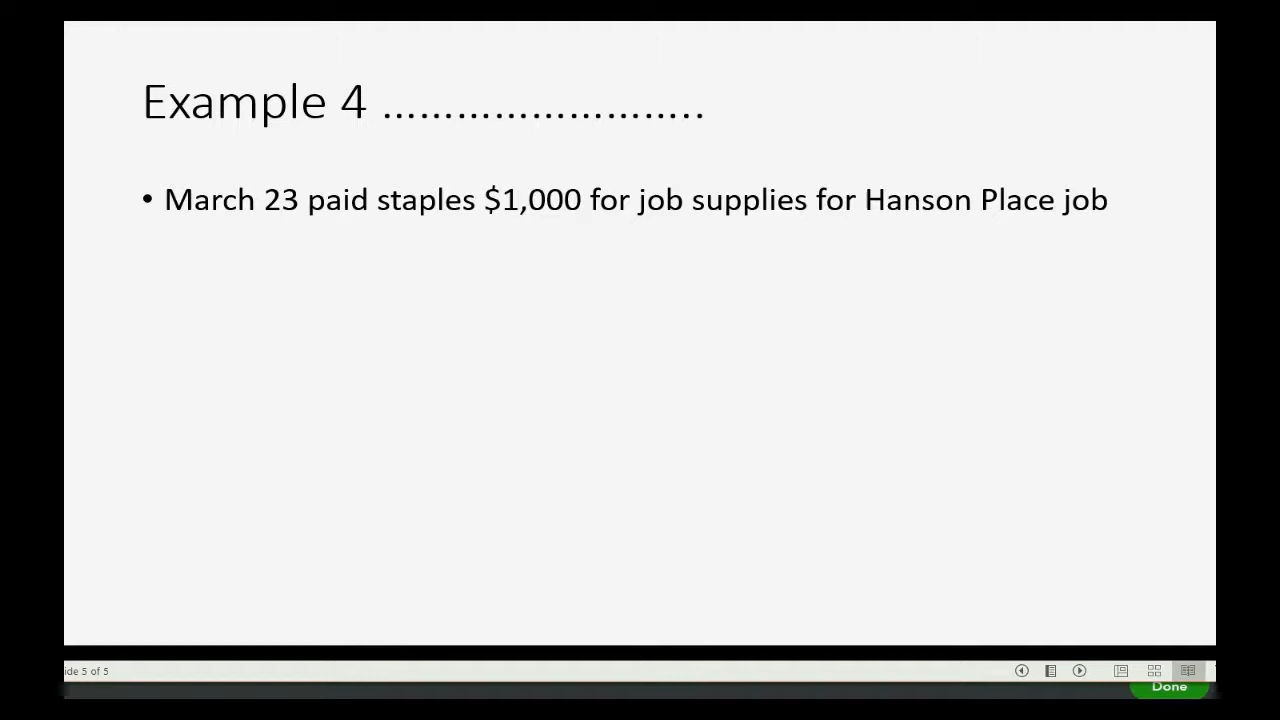 Example 4 ……………………..
• March 23 paid staples $1,000 for job supplies for Hanson Place job
ide 5 of 5
Done